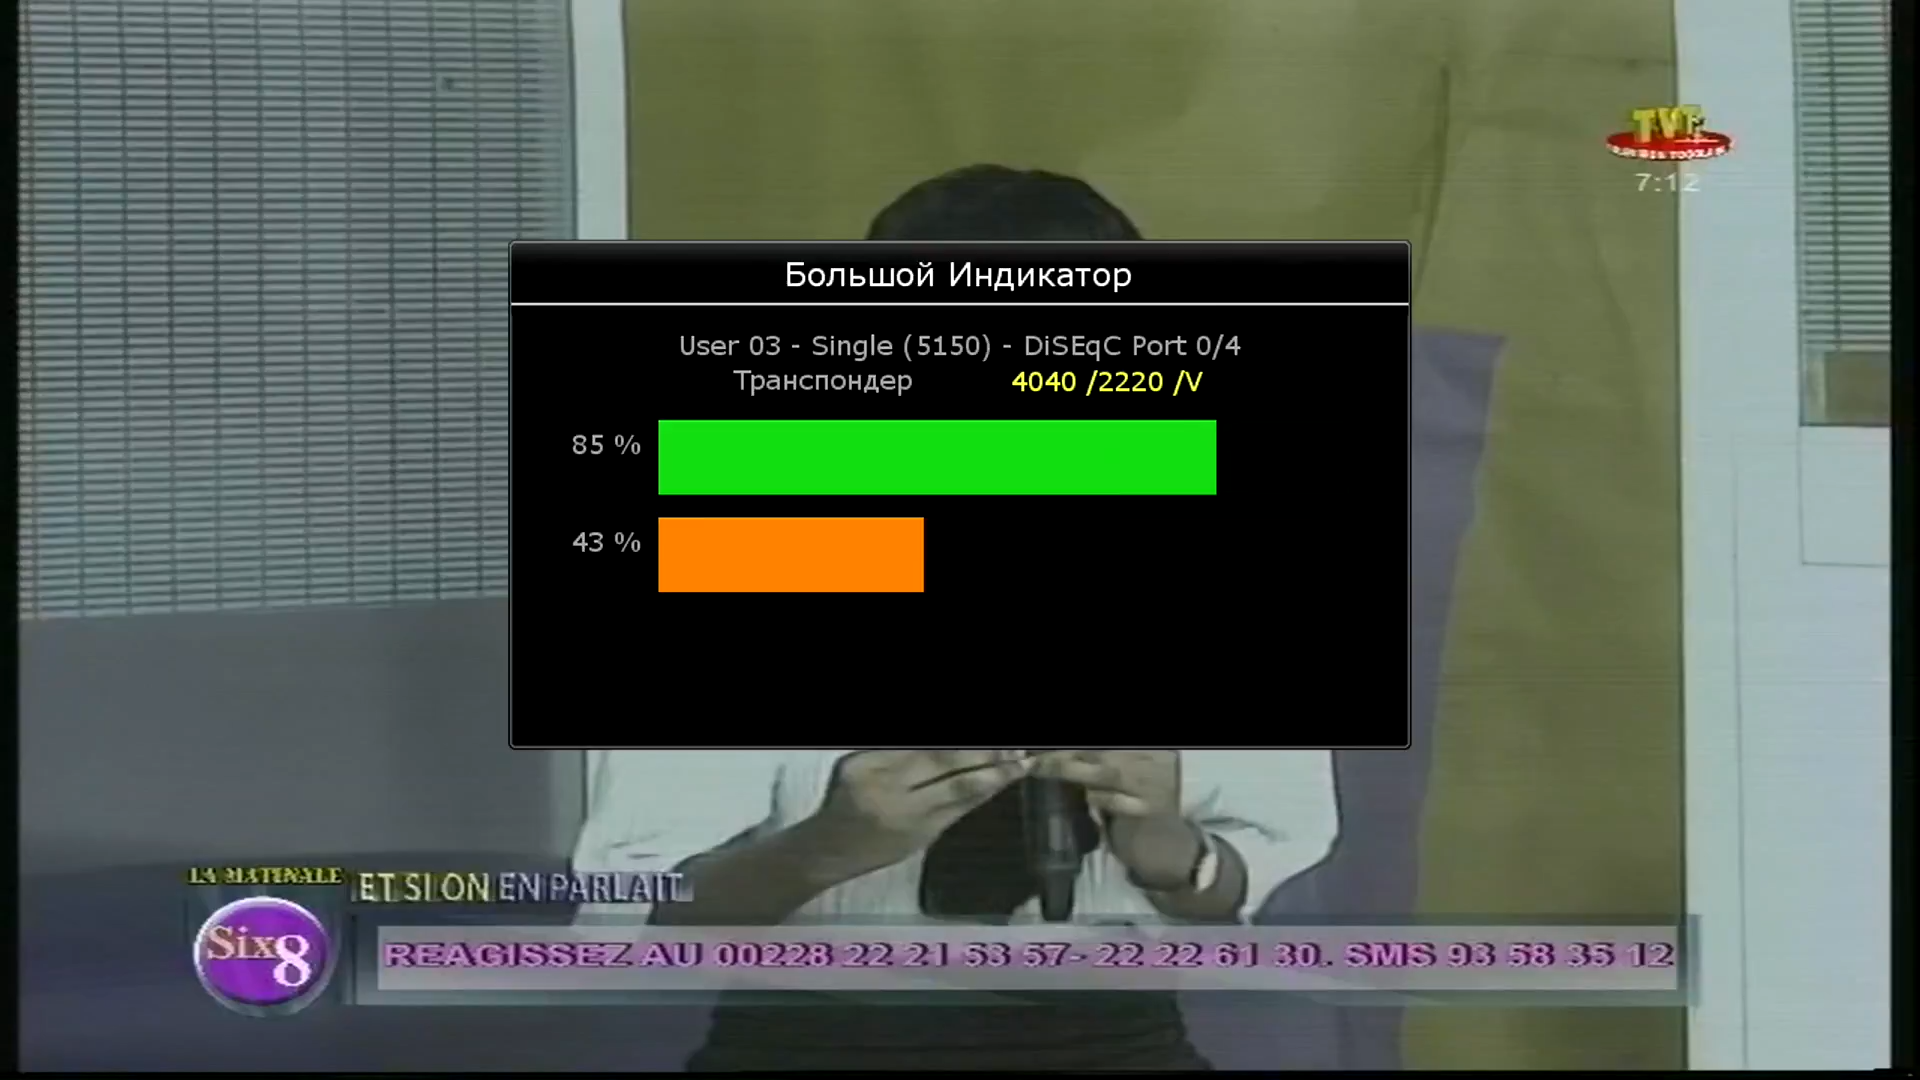 TVT
7:12
Большой Индикатор
User 03 - Single (5150) - DiSEqC Port 0/4
Транспондер 4040 /2220 /V
85 %
43 %
LA MATINALE
ET SI ON EN PARLAIT
Six8
REAGISSEZ AU 00228 22 21 53 57- 22 22 61 30. SMS 93 58 35 12